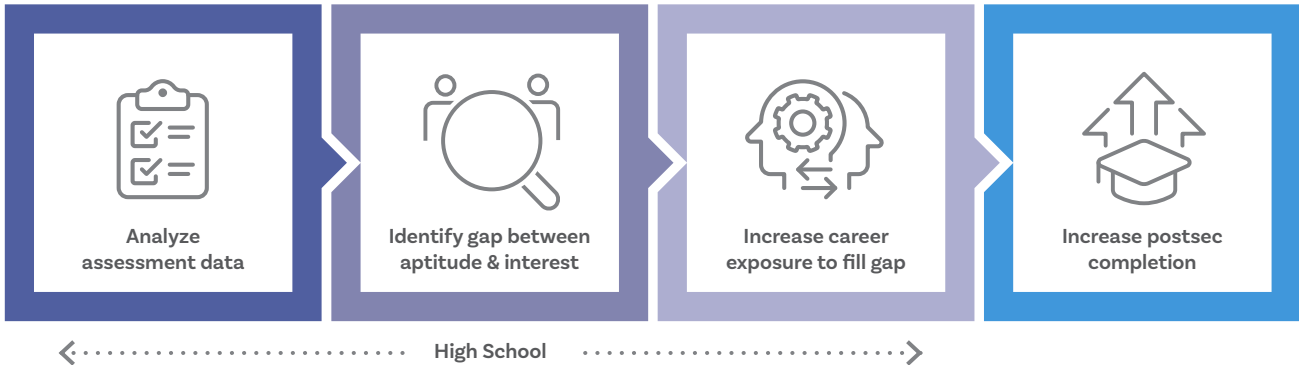 Analyze
assessment data
Identify gap between
aptitude & interest
Increase career
exposure to fill gap
Increase postsec
completion
High School